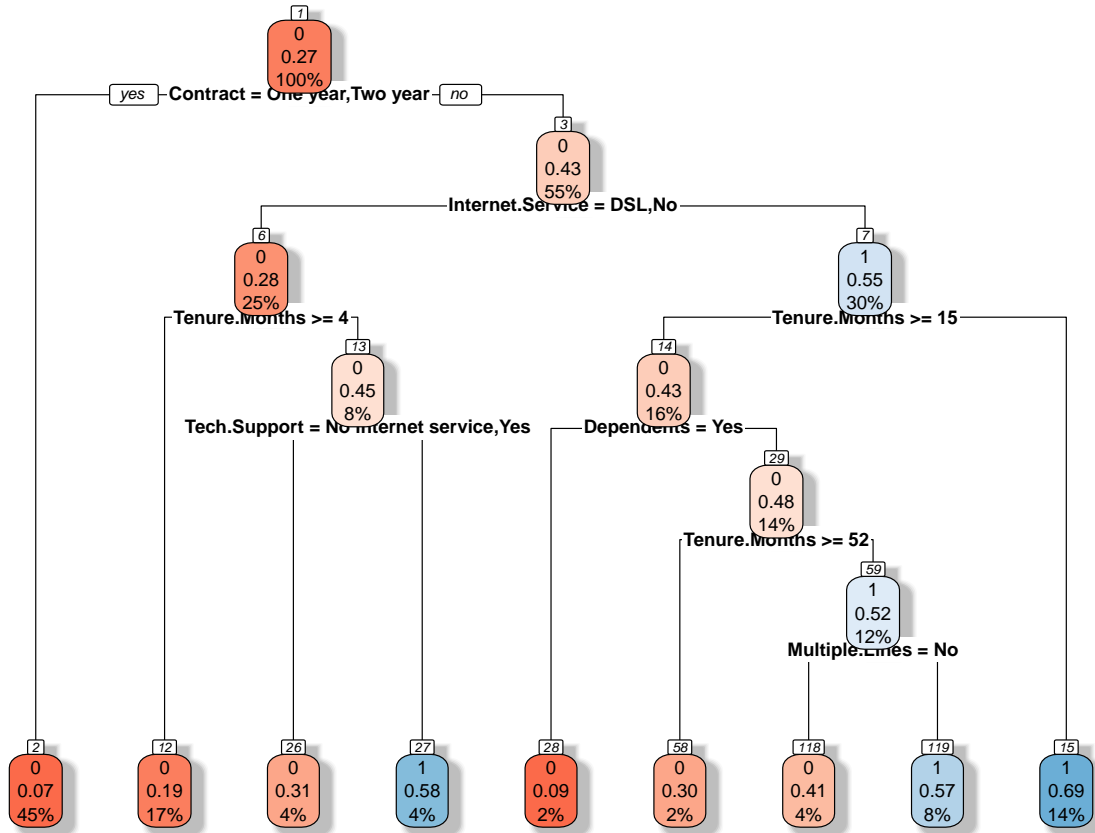 1
0
0.27
100%
yes Contract = One year,Two year no
3
0
0.43
55%
Internet.Service = DSL,No
6 7
0 1
0.28 0.55
25% 30%
Tenure.Months >= 4 Tenure.Months >= 15
13 14
0 0
0.45 0.43
8% 16%
Tech.Support = No internet service,Yes Dependents = Yes
29
0
0.48
14%
Tenure.Months >= 52
59
1
0.52
12%
Multiple.Lines = No
2 12 26 27 28 58 118 119 15
0 0 0 1 0 0 0 1 1
0.07 0.19 0.31 0.58 0.09 0.30 0.41 0.57 0.69
45% 17% 4% 4% 2% 2% 4% 8% 14%